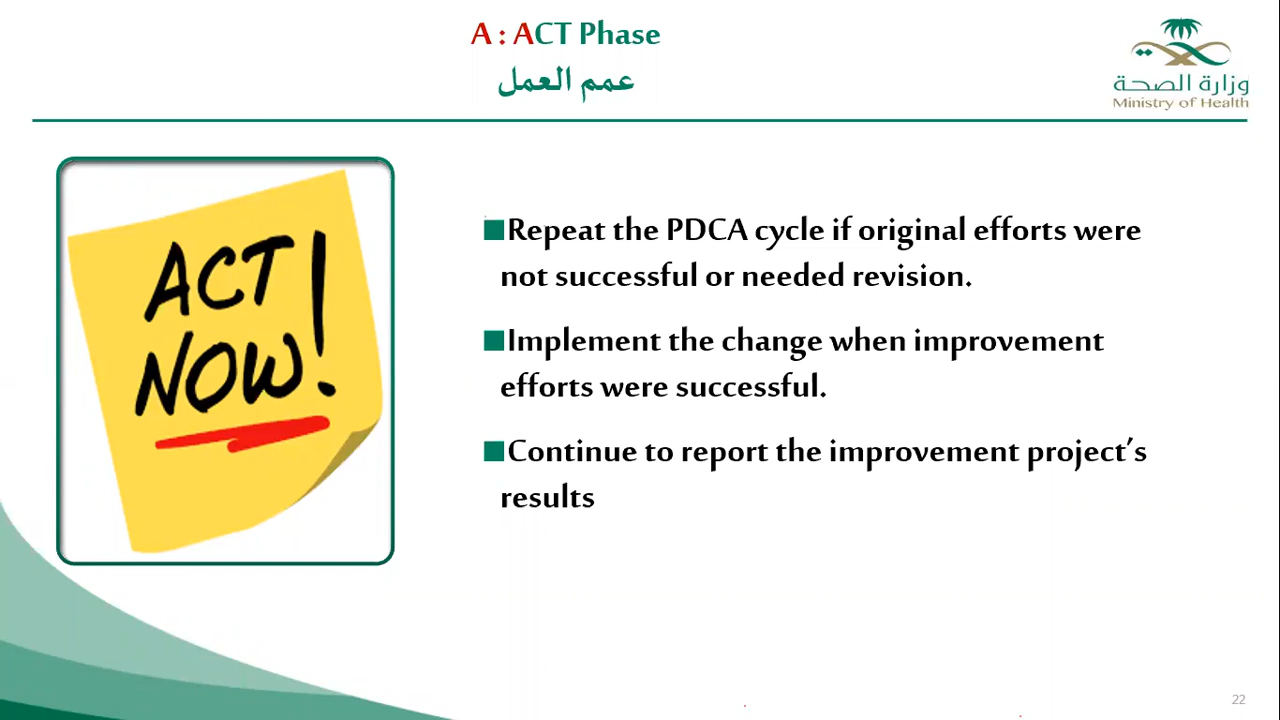 A : ACT Phase
عمم العمل
وزارة الصحة
Ministry of Health
ACT
NOW!
■Repeat the PDCA cycle if original efforts were
not successful or needed revision.
■Implement the change when improvement
efforts were successful.
■Continue to report the improvement project’s
results
22